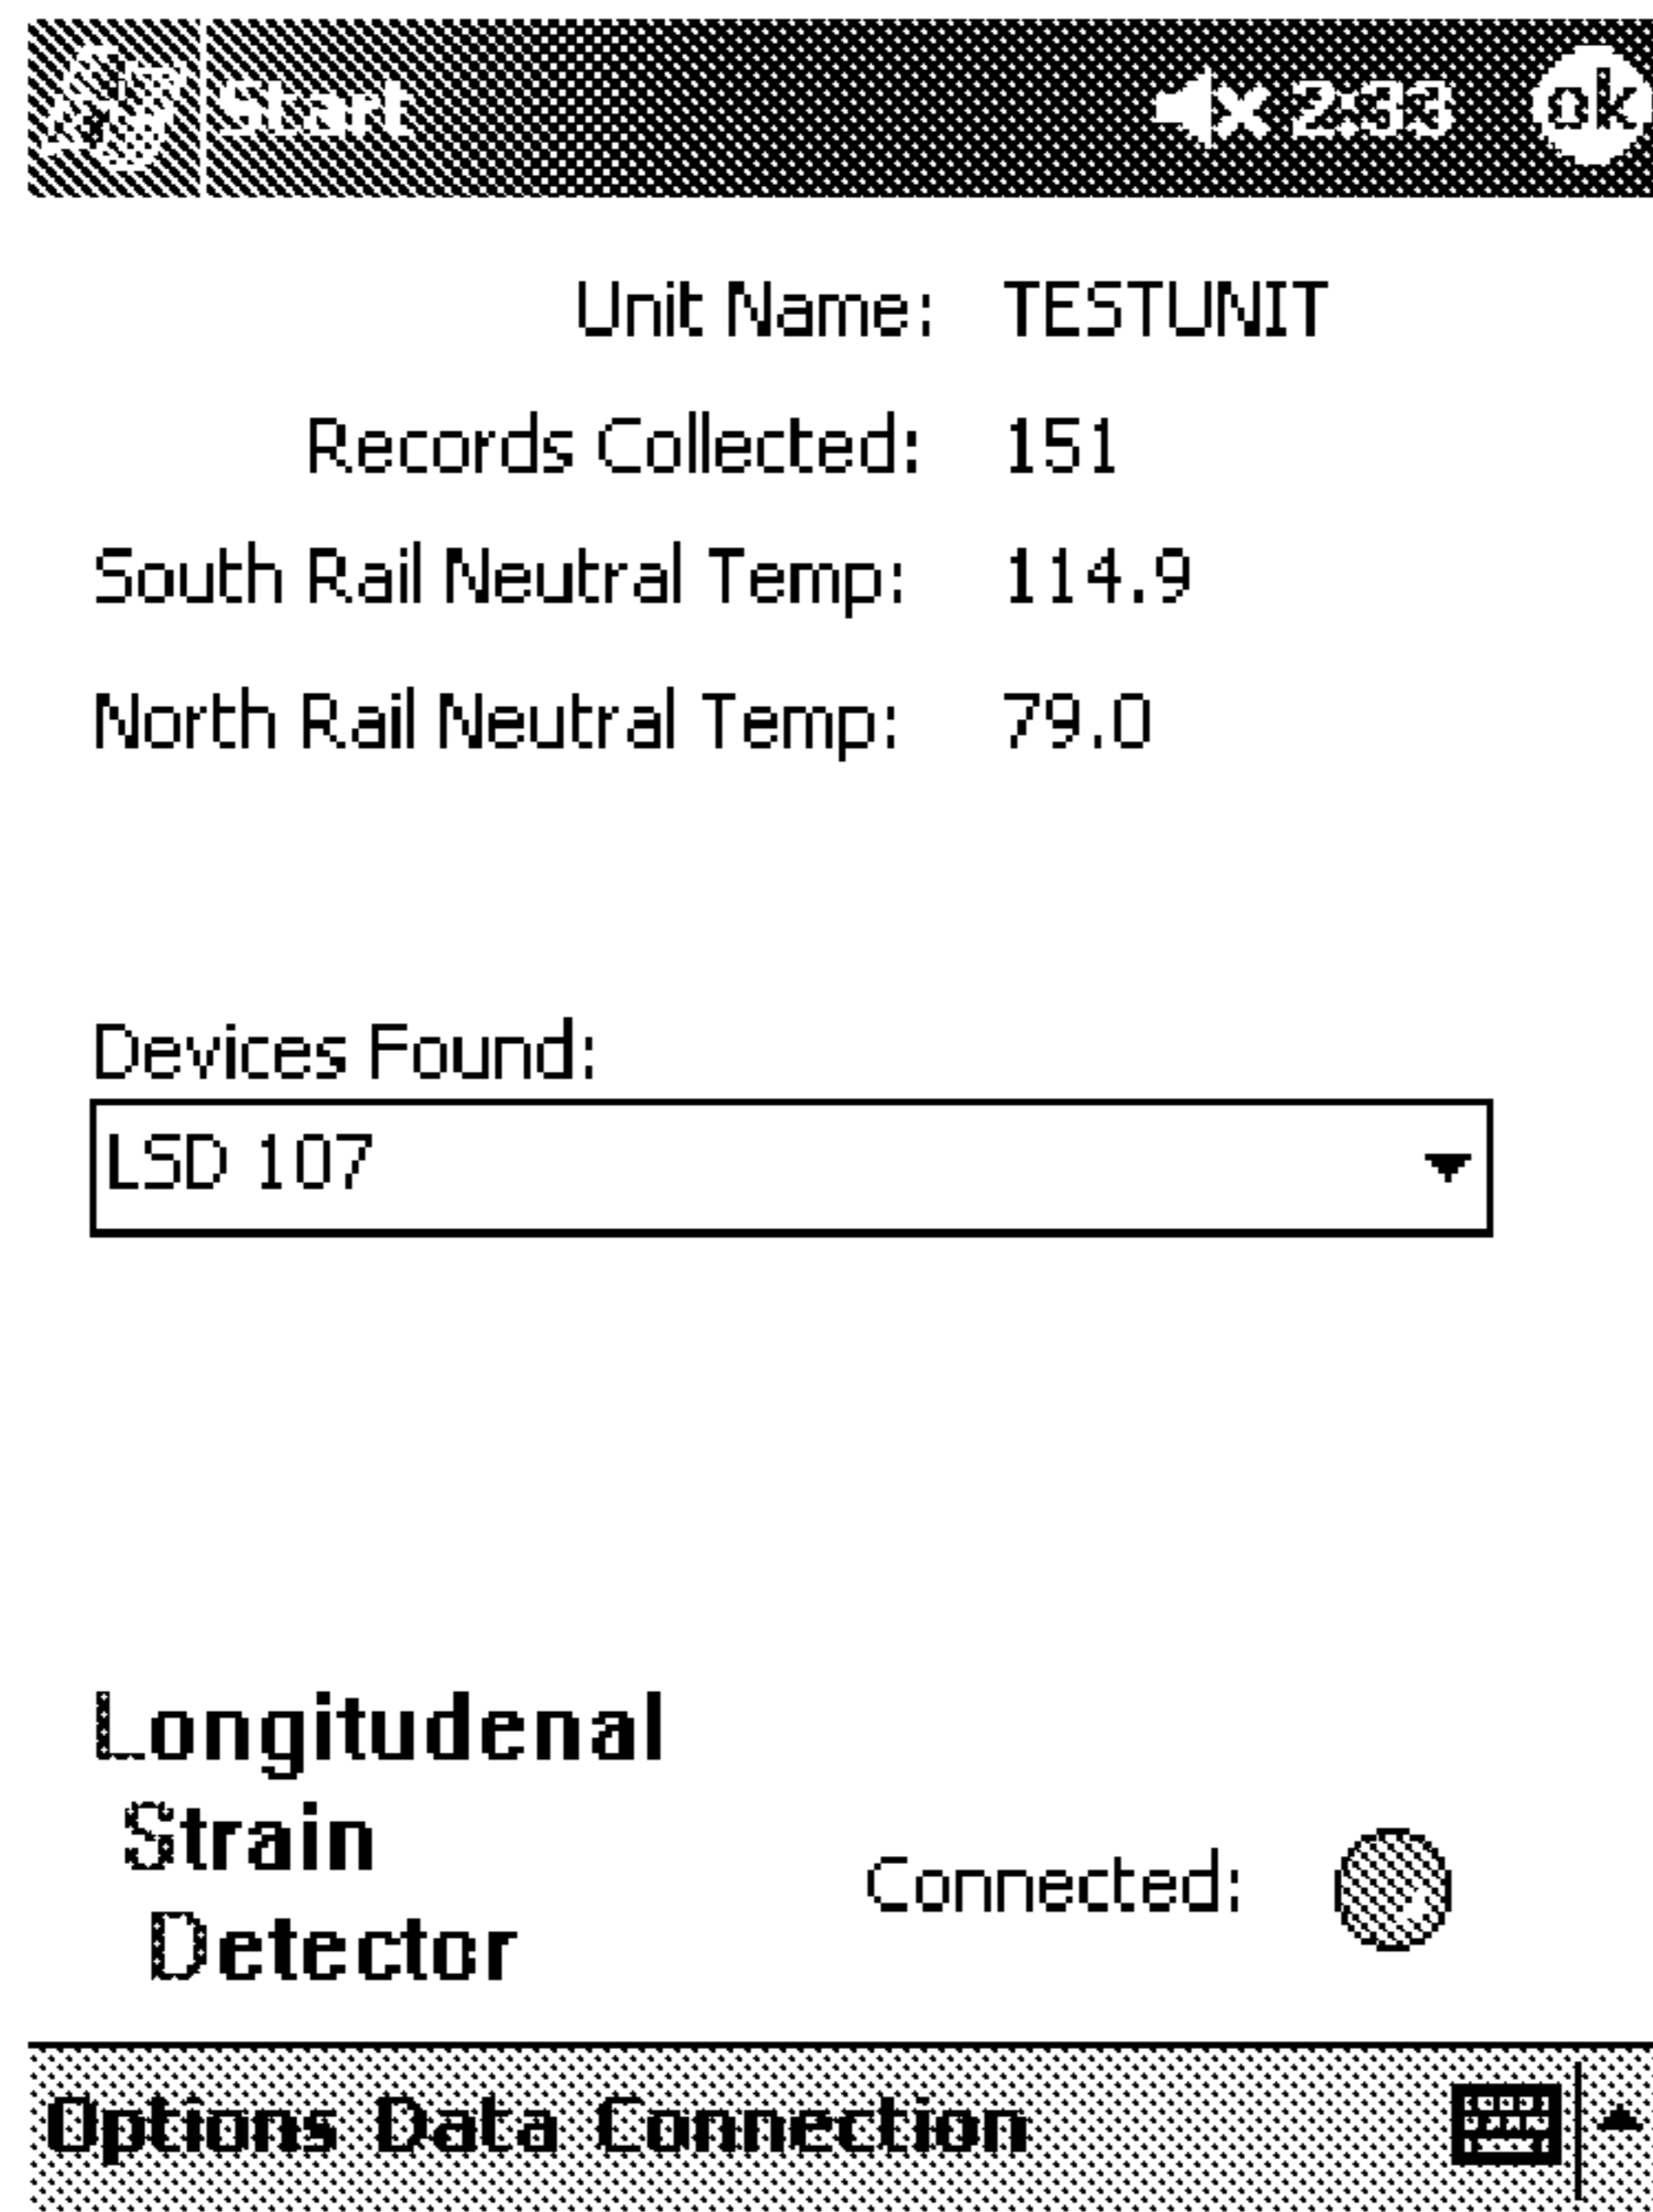 Start 2:33 ok
Unit Name: TESTUNIT
Records Collected: 151
South Rail Neutral Temp: 114.9
North Rail Neutral Temp: 79.0
Devices Found:
LSD 107
Longitudenal
Strain
Detector
Connected:
Options Data Connection